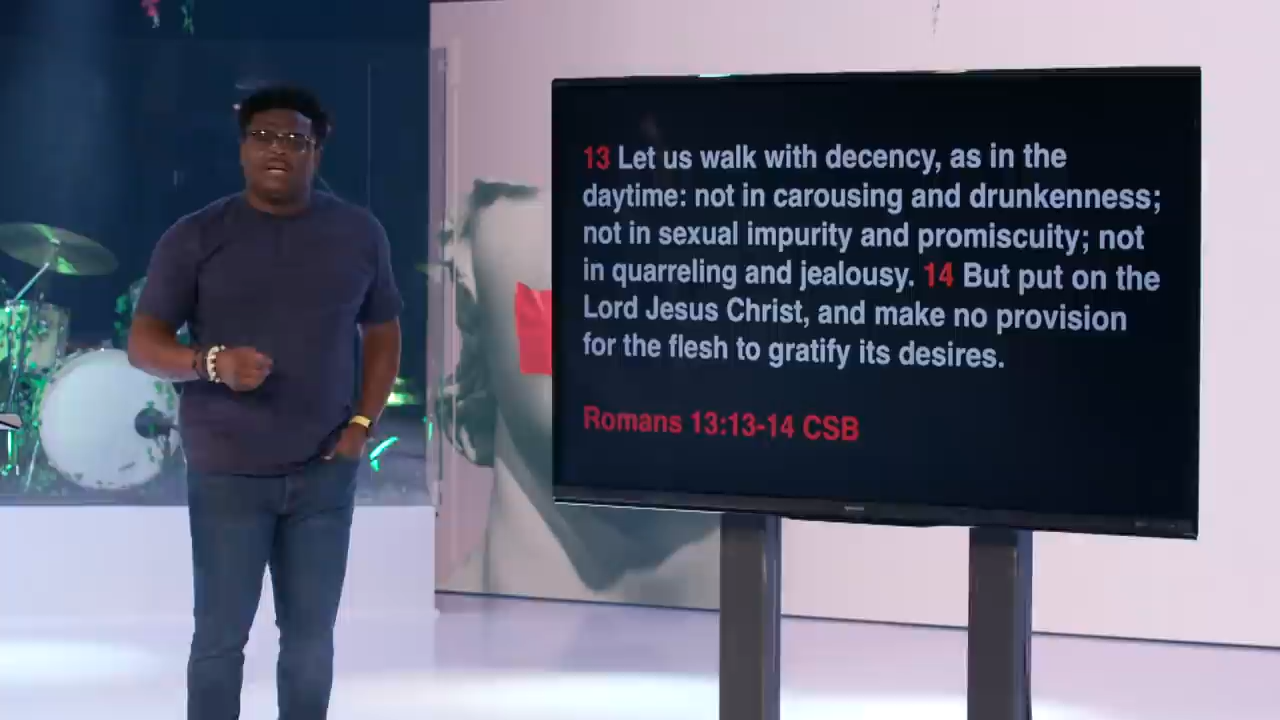 13 Let us walk with decency, as in the
daytime: not in carousing and drunkenness;
not in sexual impurity and promiscuity; not
in quarreling and jealousy. 14 But put on the
Lord Jesus Christ, and make no provision
for the flesh to gratify its desires.
Romans 13:13-14 CSB